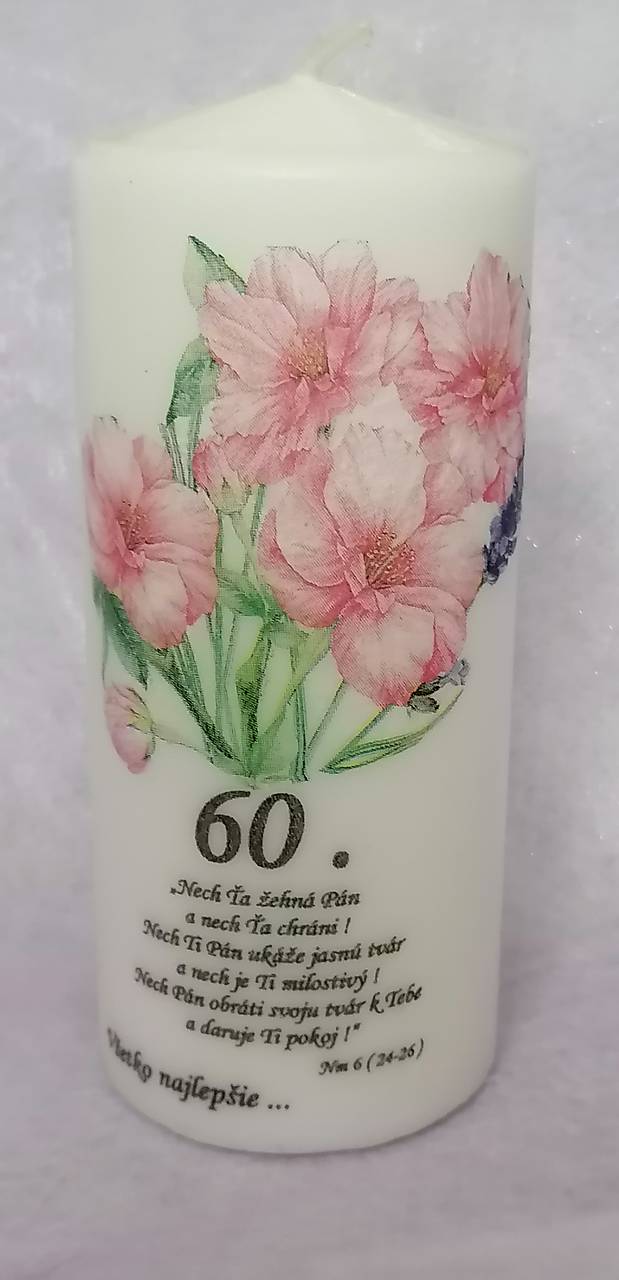 60 .
„Nech Ťa žehná Pán
a nech Ťa chráni !
Nech Ti Pán ukáže jasnú tvár
a nech je Ti milostivý !
Nech Pán obráti svoju tvár k Tebe
a daruje Ti pokoj !"
Nm 6 ( 24-26 )
Všetko najlepšie ...